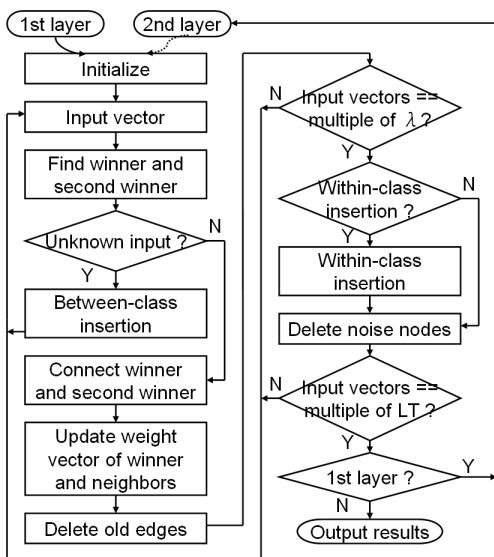 1st layer
2nd layer
Initialize
Input vector
Find winner and
second winner
Unknown input ?
N
Y
Between-class
insertion
Connect winner
and second winner
Update weight
vector of winner
and neighbors
Delete old edges
Input vectors ==
multiple of λ ?
N
Y
Within-class
insertion ?
N
Y
Within-class
insertion
Delete noise nodes
Input vectors ==
multiple of LT ?
N
Y
1st layer ?
Y
N
Output results